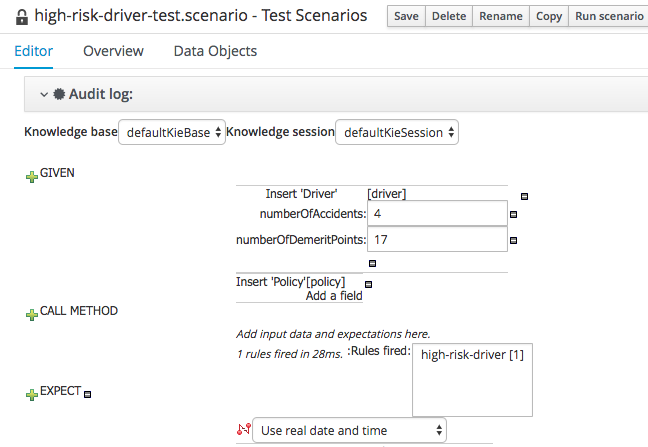 high-risk-driver-test.scenario - Test Scenarios
Save Delete Rename Copy Run scenario
Editor Overview Data Objects
Audit log:
Knowledge base defaultKieBase Knowledge session defaultKieSession
GIVEN
Insert 'Driver' [driver]
numberOfAccidents: 4
numberOfDemeritPoints: 17
Insert 'Policy'[policy]
Add a field
CALL METHOD
Add input data and expectations here.
1 rules fired in 28ms. :Rules fired: high-risk-driver [1]
EXPECT
Use real date and time